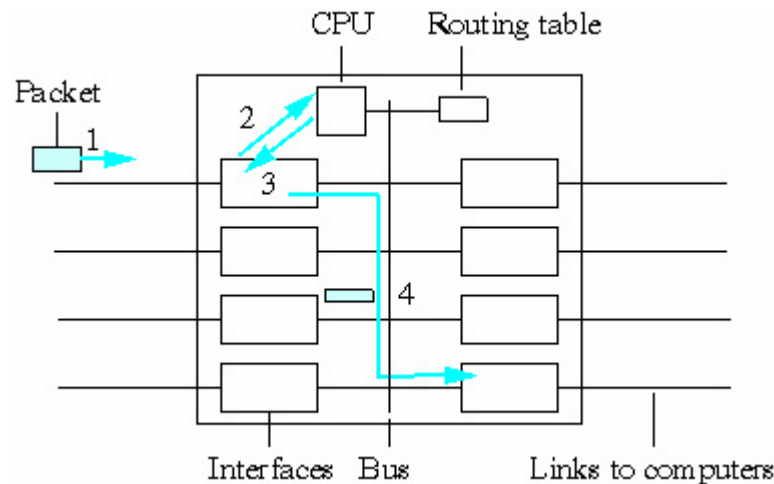 CPU
Routing table
Packet
1
2
3
4
Interfaces
Bus
Links to computers